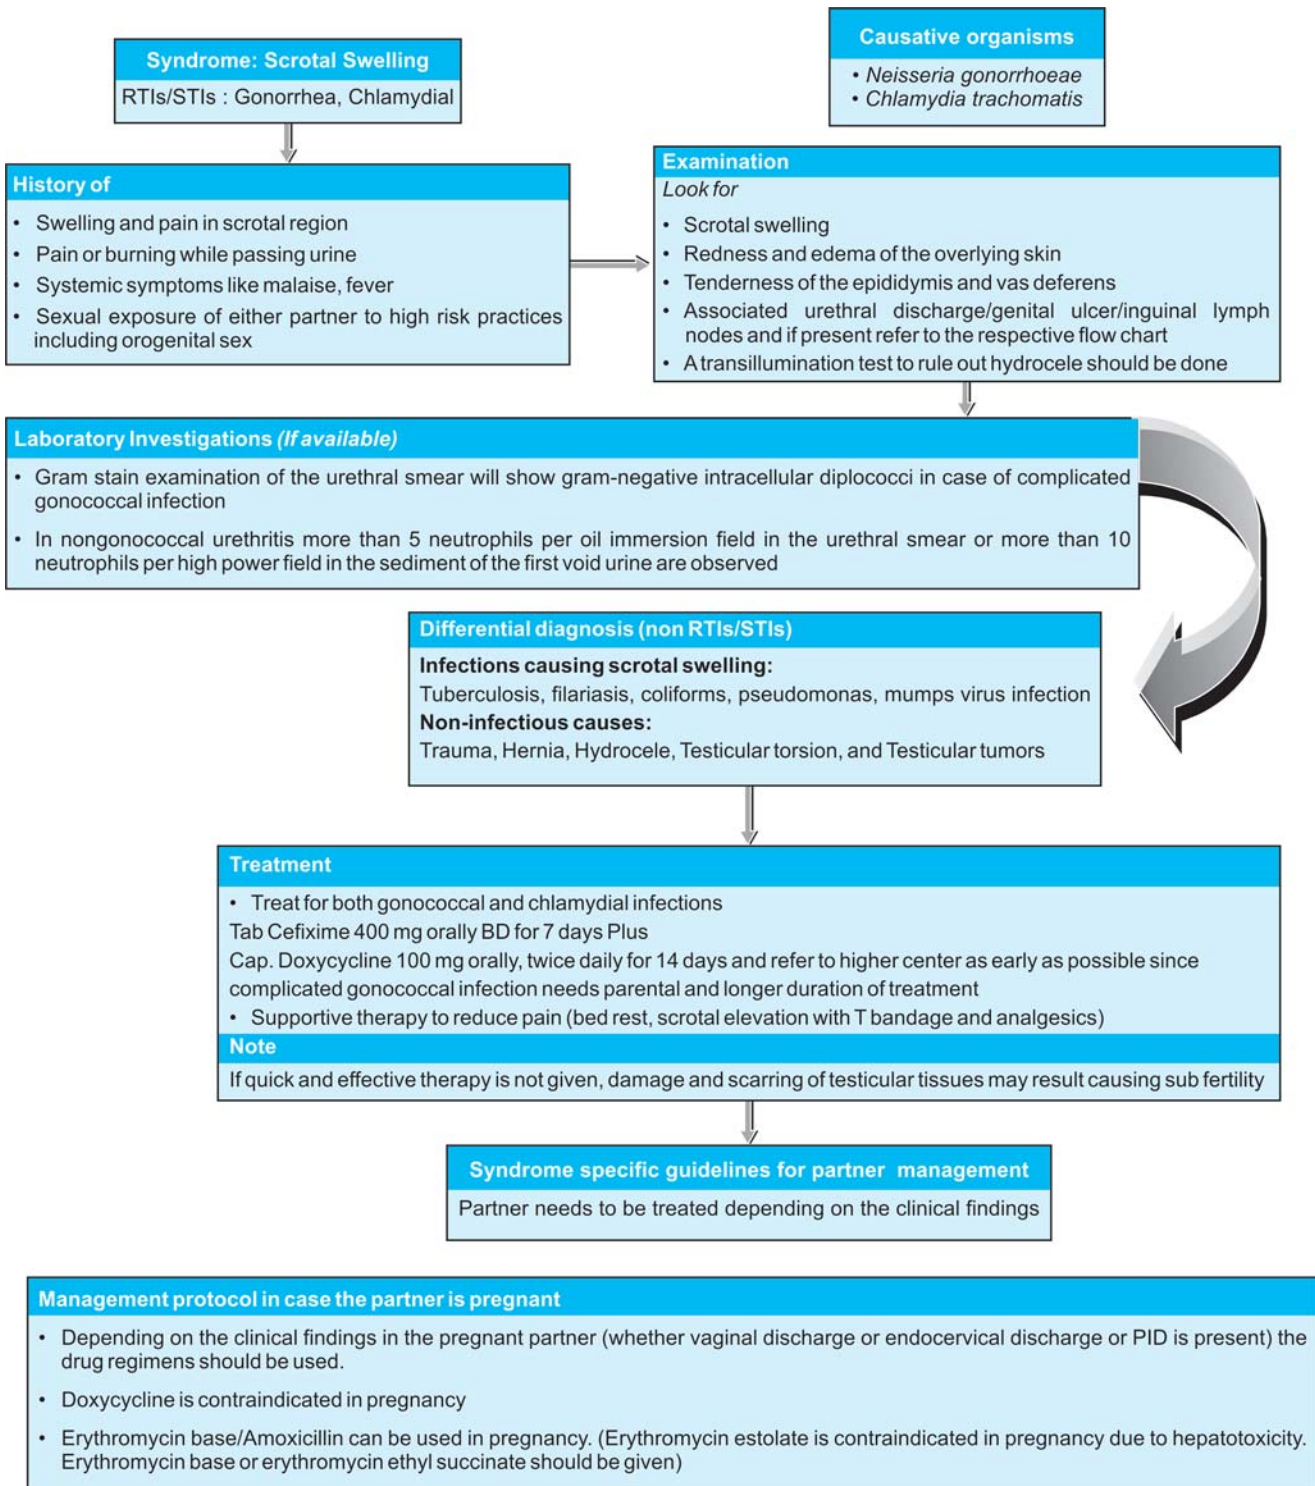 Syndrome: Scrotal Swelling
RTIs/STIs : Gonorrhea, Chlamydial
Causative organisms
• Neisseria gonorrhoeae
• Chlamydia trachomatis
History of
• Swelling and pain in scrotal region
• Pain or burning while passing urine
• Systemic symptoms like malaise, fever
• Sexual exposure of either partner to high risk practices
including orogenital sex
Examination
Look for
• Scrotal swelling
• Redness and edema of the overlying skin
• Tenderness of the epididymis and vas deferens
• Associated urethral discharge/genital ulcer/inguinal lymph
nodes and if present refer to the respective flow chart
• A transillumination test to rule out hydrocele should be done
Laboratory Investigations (If available)
• Gram stain examination of the urethral smear will show gram-negative intracellular diplococci in case of complicated
gonococcal infection
• In nongonococcal urethritis more than 5 neutrophils per oil immersion field in the urethral smear or more than 10
neutrophils per high power field in the sediment of the first void urine are observed
Differential diagnosis (non RTIs/STIs)
Infections causing scrotal swelling:
Tuberculosis, filariasis, coliforms, pseudomonas, mumps virus infection
Non-infectious causes:
Trauma, Hernia, Hydrocele, Testicular torsion, and Testicular tumors
Treatment
• Treat for both gonococcal and chlamydial infections
Tab Cefixime 400 mg orally BD for 7 days Plus
Cap. Doxycycline 100 mg orally, twice daily for 14 days and refer to higher center as early as possible since
complicated gonococcal infection needs parental and longer duration of treatment
• Supportive therapy to reduce pain (bed rest, scrotal elevation with T bandage and analgesics)
Note
If quick and effective therapy is not given, damage and scarring of testicular tissues may result causing sub fertility
Syndrome specific guidelines for partner management
Partner needs to be treated depending on the clinical findings
Management protocol in case the partner is pregnant
• Depending on the clinical findings in the pregnant partner (whether vaginal discharge or endocervical discharge or PID is present) the
drug regimens should be used.
• Doxycycline is contraindicated in pregnancy
• Erythromycin base/Amoxicillin can be used in pregnancy. (Erythromycin estolate is contraindicated in pregnancy due to hepatotoxicity.
Erythromycin base or erythromycin ethyl succinate should be given)